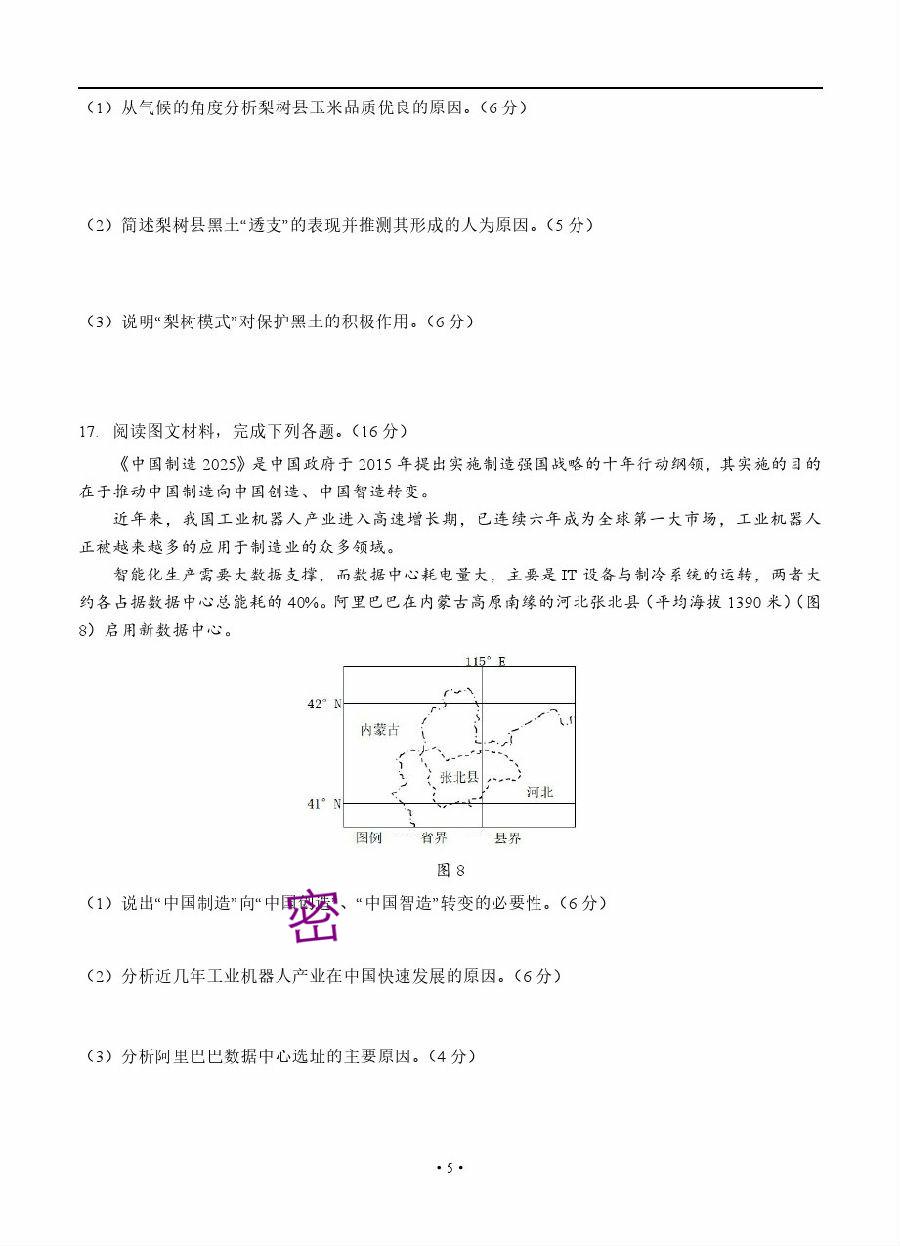 （1）从气候的角度分析梨树县玉米品质优良的原因。（6 分）
（2）简述梨树县黑土“透支”的表现并推测其形成的人为原因。（5 分）
（3）说明“梨树模式”对保护黑土的积极作用。（6 分）
17．阅读图文材料，完成下列各题。（16 分）
《中国制造 2025》是中国政府于 2015 年提出实施制造强国战略的十年行动纲领，其实施的目的
在于推动中国制造向中国创造、中国智造转变。
近年来，我国工业机器人产业进入高速增长期，已连续六年成为全球第一大市场，工业机器人
正被越来越多的应用于制造业的众多领域。
智能化生产需要大数据支撑，而数据中心耗电量大，主要是 IT 设备与制冷系统的运转，两者大
约各占据数据中心总能耗的 40%。阿里巴巴在内蒙古高原南缘的河北张北县（平均海拔 1390 米）（图
8）启用新数据中心。
115° E
42° N
内蒙古
张北县
河北
41° N
图例 省界 县界
图 8
（1）说出“中国制造”向“中国创造”、“中国智造”转变的必要性。（6 分）
密
（2）分析近几年工业机器人产业在中国快速发展的原因。（6 分）
（3）分析阿里巴巴数据中心选址的主要原因。（4 分）
·5·